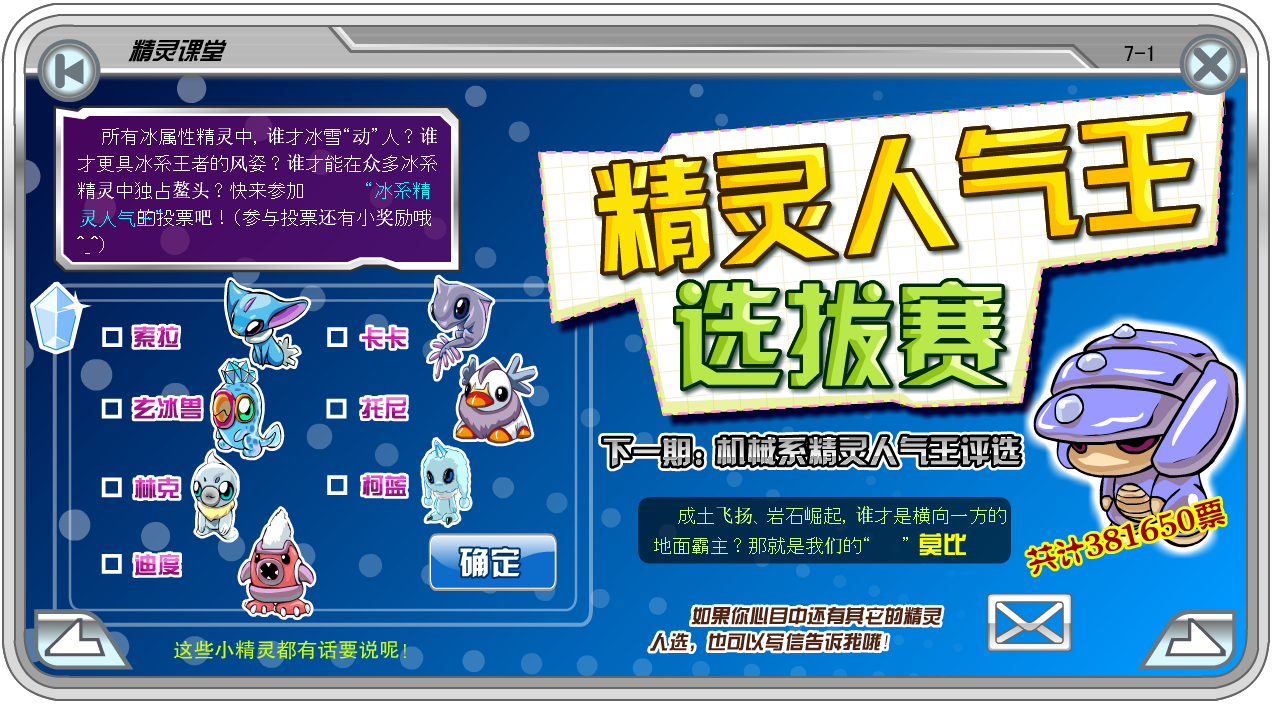 精灵课堂
7-1
所有冰属性精灵中,谁才冰雪“动”人？谁
才更具冰系王者的风姿？谁才能在众多冰系
精灵中独占鳌头？快来参加 “冰系精
灵人气王”的投票吧！(参与投票还有小奖励哦
^_^)
精灵人气王
选拔赛
索拉
卡卡
玄冰兽
托尼
林克
柯蓝
迪度
确定
下一期：机械系精灵人气王评选
成土飞扬、岩石崛起,谁才是横向一方的
地面霸主？那就是我们的“ ”莫比
共计381650票
如果你心目中还有其它的精灵
人选，也可以写信告诉我哦！
这些小精灵都有话要说呢！